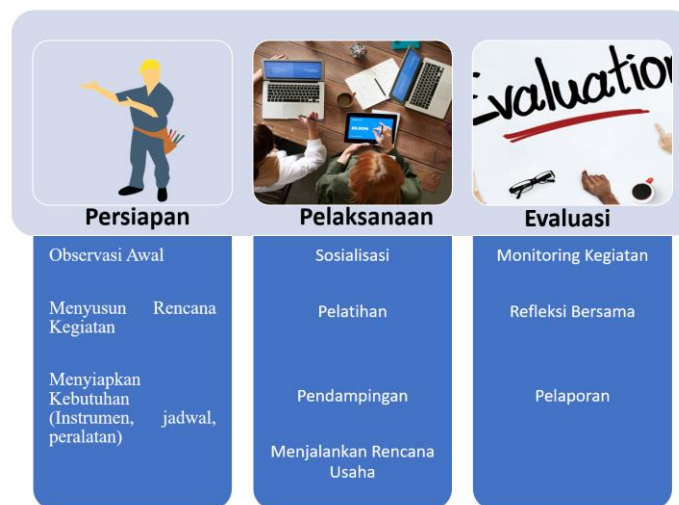 Evaluation
Persiapan
Observasi Awal
Menyusun Rencana
Kegiatan
Menyiapkan
Kebutuhan
(Instrumen, jadwal,
peralatan)
Pelaksanaan
Sosialisasi
Pelatihan
Pendampingan
Menjalankan Rencana
Usaha
Evaluasi
Monitoring Kegiatan
Refleksi Bersama
Pelaporan